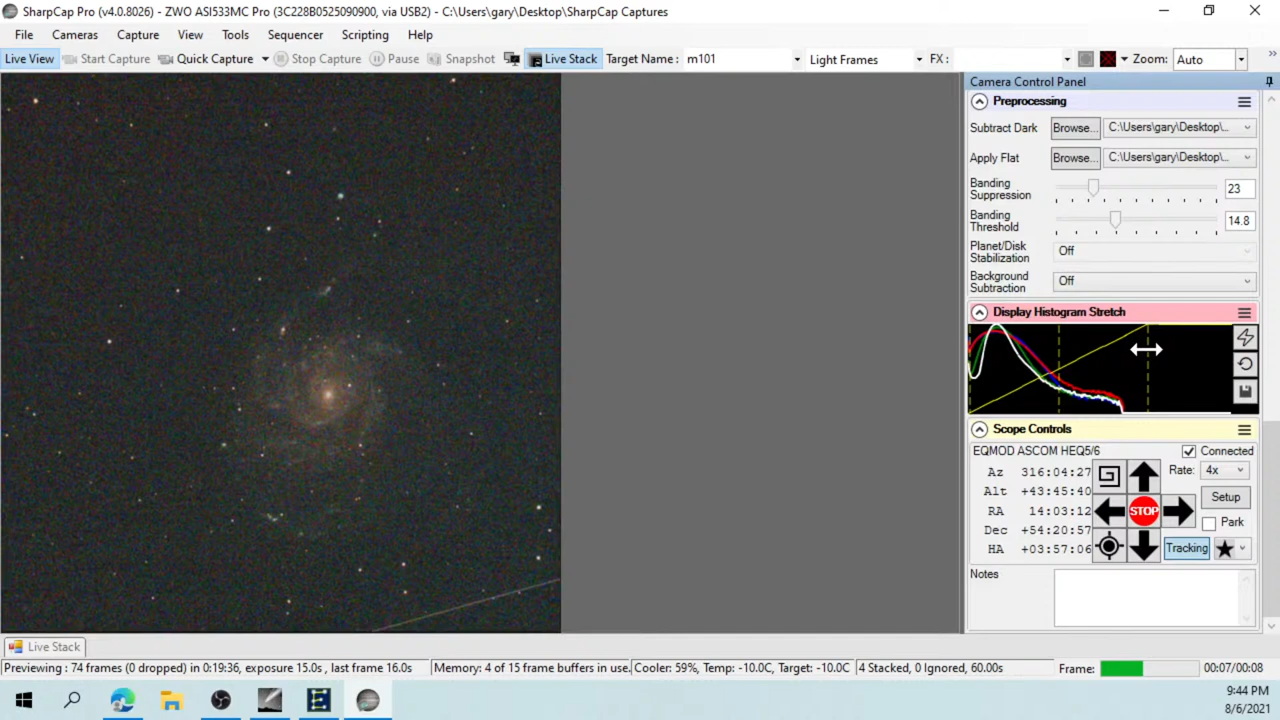 SharpCap Pro (v4.0.8026) - ZWO ASI533MC Pro (3C228B0525090900, via USB2) - C:\Users\gary\Desktop\SharpCap Captures
File Cameras Capture View Tools Sequencer Scripting Help
Live View Start Capture Quick Capture Stop Capture Pause Snapshot Live Stack Target Name : m101 Light Frames FX : Zoom: Auto
Camera Control Panel
Preprocessing
Subtract Dark Browse... C:\Users\gary\Desktop\...
Apply Flat Browse... C:\Users\gary\Desktop\...
Banding Suppression 23
Banding Threshold 14.8
Planet/Disk Stabilization Off
Background Subtraction Off
Display Histogram Stretch
Scope Controls
EQMOD ASCOM HEQ5/6 Connected
Az 316:04:27 Rate: 4x
Alt +43:45:40
RA 14:03:12 STOP Setup
Dec +54:20:57 Park
HA +03:57:06 Tracking
Notes
Live Stack
Previewing : 74 frames (0 dropped) in 0:19:36, exposure 15.0s , last frame 16.0s Memory: 4 of 15 frame buffers in use. Cooler: 59%, Temp: -10.0C, Target: -10.0C 4 Stacked, 0 Ignored, 60.00s Frame: 00:07/00:08
9:44 PM
8/6/2021